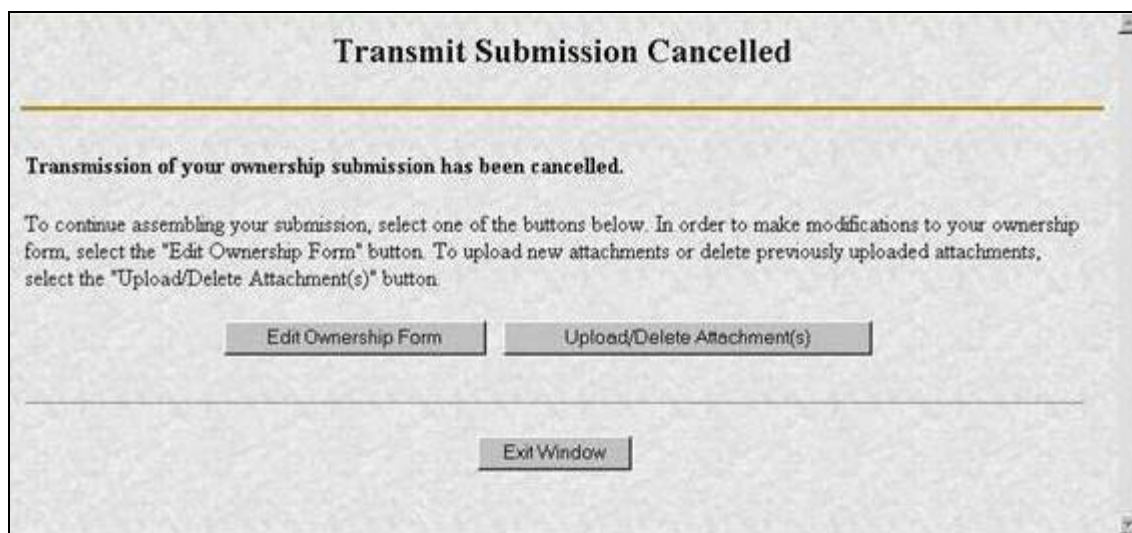 Transmit Submission Cancelled
Transmission of your ownership submission has been cancelled.
To continue assembling your submission, select one of the buttons below. In order to make modifications to your ownership
form, select the "Edit Ownership Form" button. To upload new attachments or delete previously uploaded attachments,
select the "Upload/Delete Attachment(s)" button.
Edit Ownership Form Upload/Delete Attachment(s)
Exit Window